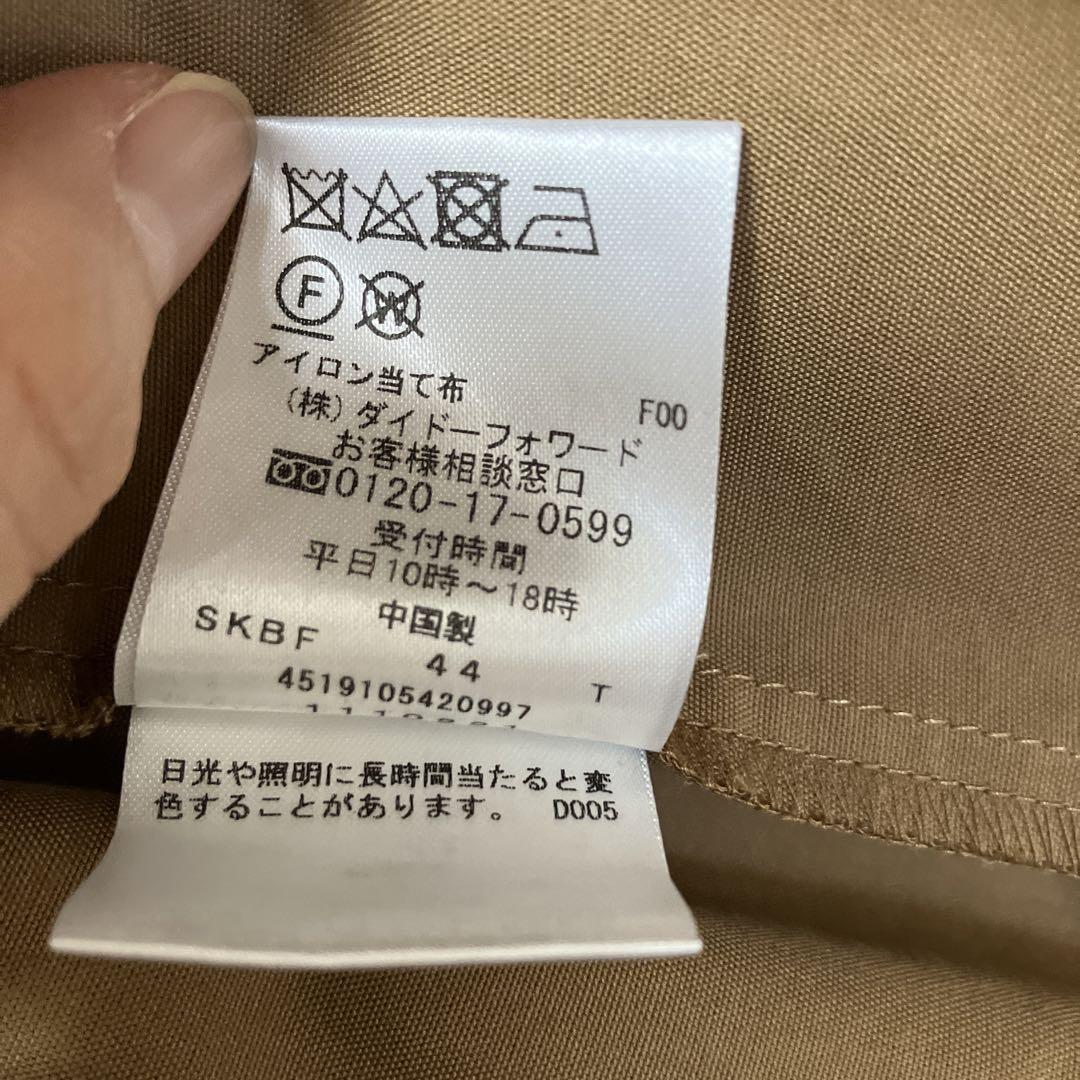 F
W
アイロン当て布
F00
(株)ダイドーフォワード
お客様相談窓口
0120-17-0599
受付時間
平日10時～18時
中国製
SKBF
44
T
4519105420997
日光や照明に長時間当たると変
色することがあります。 D005